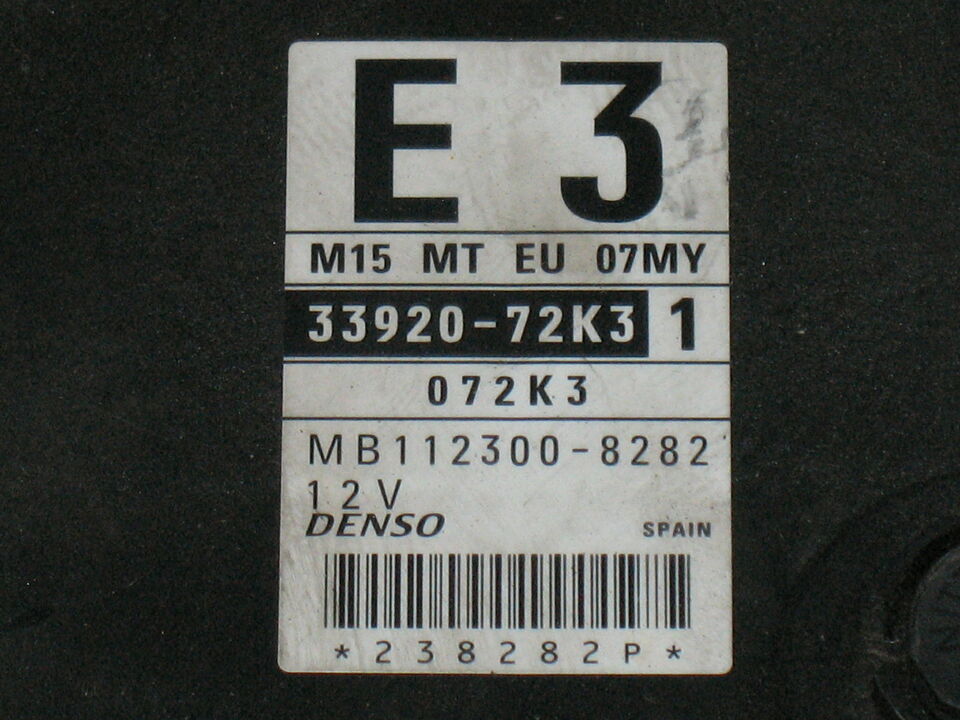 E 3
M15 MT EU 07MY
33920-72K3 1
072K3
MB112300-8282
12V
DENSO SPAIN
*238282P*